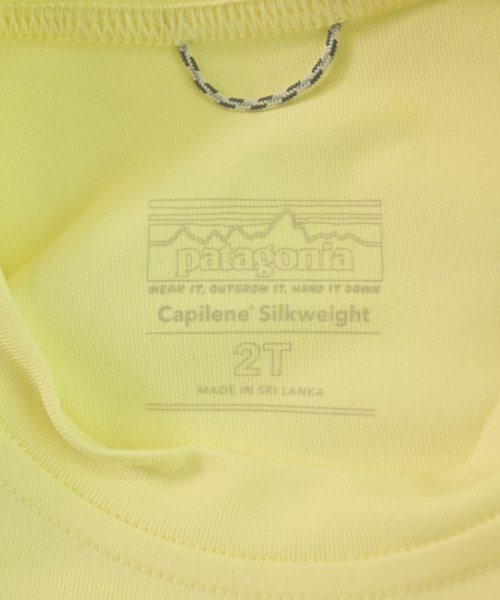 patagonia
WEAR IT, OUTGROW IT, HAND IT DOWN
Capilene® Silkweight
2T
MADE IN SRI LANKA